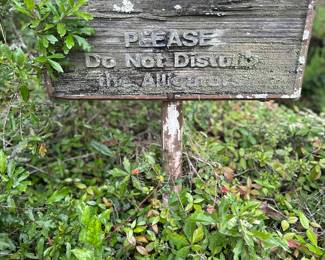 PLEASE
Do Not Disturb
the Alligators